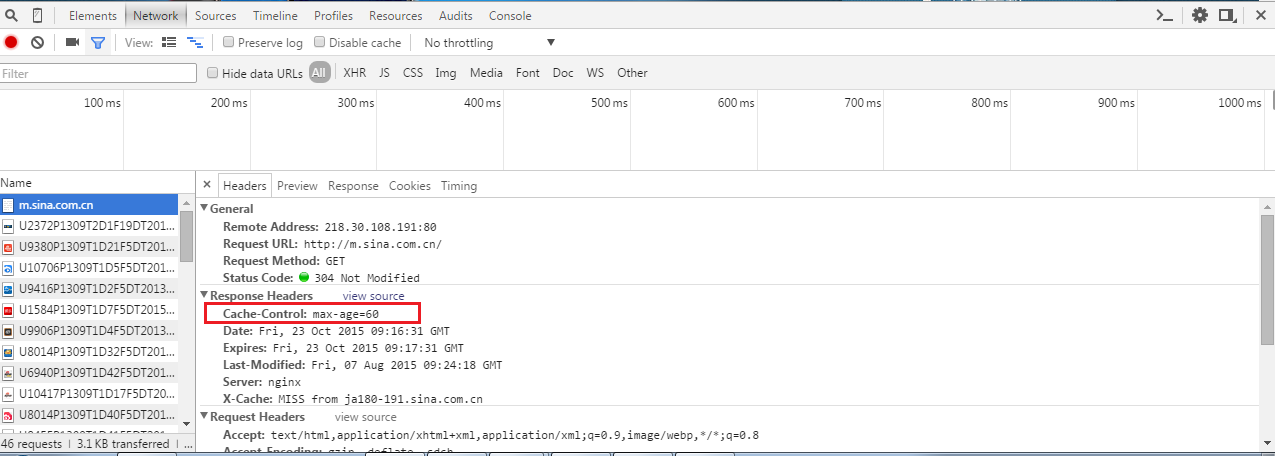 Elements Network Sources Timeline Profiles Resources Audits Console
View: Preserve log Disable cache No throttling
Filter Hide data URLs All XHR JS CSS Img Media Font Doc WS Other
100 ms 200 ms 300 ms 400 ms 500 ms 600 ms 700 ms 800 ms 900 ms 1000 ms
Name
m.sina.com.cn
U2372P1309T2D1F19DT201...
U9380P1309T1D21F5DT201...
U10706P1309T1D5F5DT201...
U9416P1309T1D2F5DT2013...
U1584P1309T1D7F5DT2015...
U9906P1309T1D4F5DT2013...
U8014P1309T1D32F5DT201...
U6940P1309T1D42F5DT201...
U10417P1309T1D17F5DT20...
U8014P1309T1D40F5DT201...
46 requests | 3.1 KB transferred | ...
× Headers Preview Response Cookies Timing
General
Remote Address: 218.30.108.191:80
Request URL: http://m.sina.com.cn/
Request Method: GET
Status Code: 304 Not Modified
Response Headers view source
Cache-Control: max-age=60
Date: Fri, 23 Oct 2015 09:16:31 GMT
Expires: Fri, 23 Oct 2015 09:17:31 GMT
Last-Modified: Fri, 07 Aug 2015 09:24:18 GMT
Server: nginx
X-Cache: MISS from ja180-191.sina.com.cn
Request Headers view source
Accept: text/html,application/xhtml+xml,application/xml;q=0.9,image/webp,*/*;q=0.8
Accept-Encoding: gzip, deflate, sdch